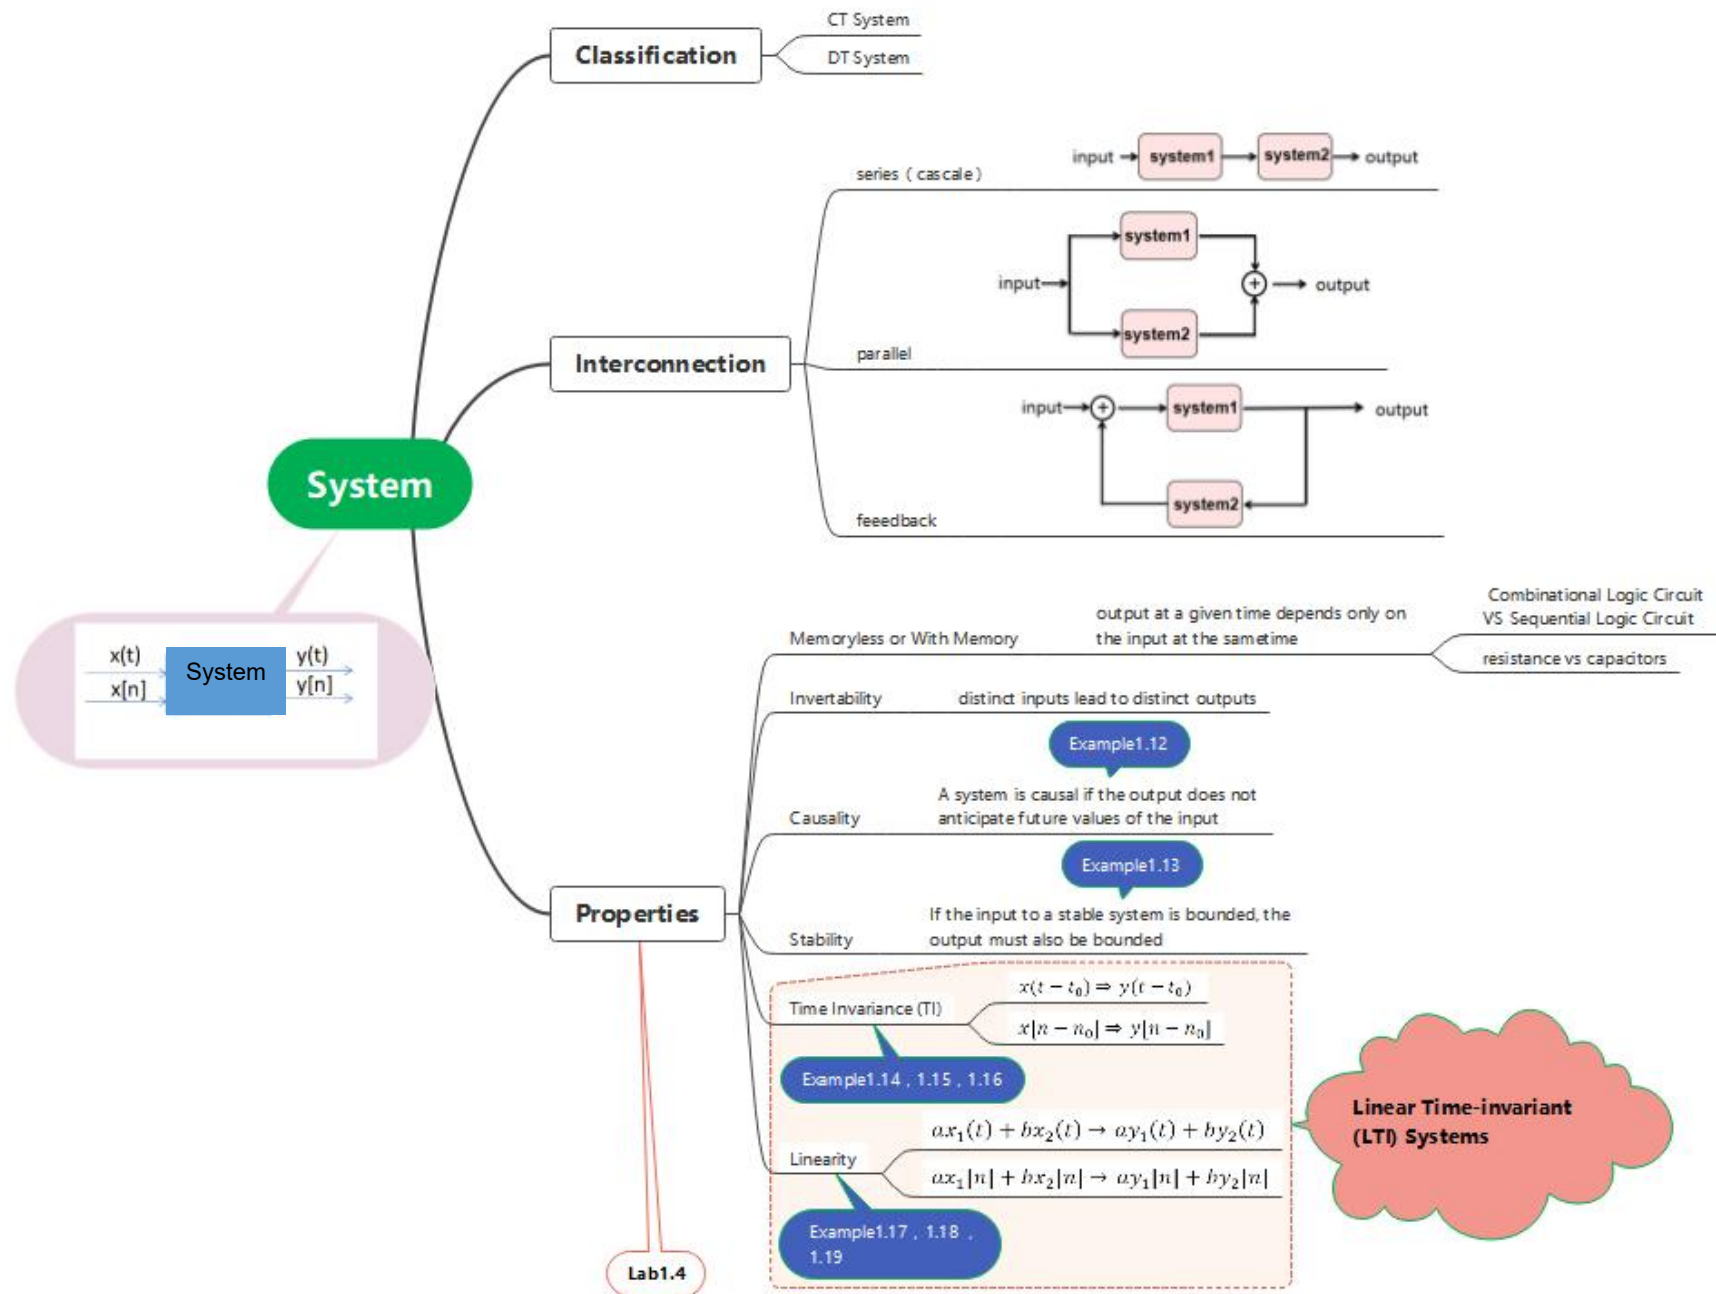 Classification
CT System
DT System
Interconnection
series ( cascale )
input
system1
system2
output
parallel
input
system1
system2
+
output
feeedback
input
+
system1
system2
output
System
x(t)
x[n]
System
y(t)
y[n]
Properties
Lab1.4
Memoryless or With Memory
output at a given time depends only on
the input at the sametime
Combinational Logic Circuit
VS Sequential Logic Circuit
resistance vs capacitors
Invertability
distinct inputs lead to distinct outputs
Example1.12
Causality
A system is causal if the output does not
anticipate future values of the input
Example1.13
Stability
If the input to a stable system is bounded, the
output must also be bounded
Time Invariance (TI)
x(t − t₀) ⇒ y(t − t₀)
x[n − n₀] ⇒ y[n − n₀]
Example1.14 , 1.15 , 1.16
Linearity
ax₁(t) + bx₂(t) → ay₁(t) + by₂(t)
ax₁[n] + bx₂[n] → ay₁[n] + by₂[n]
Example1.17 , 1.18 ,
1.19
Linear Time-invariant
(LTI) Systems